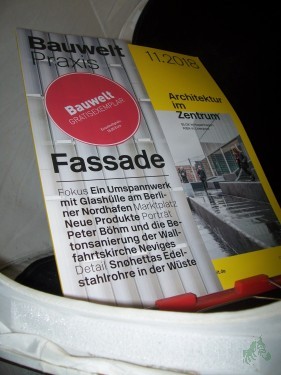 Bauwelt
Praxis
11.2018
Bauwelt
GRATISEXEMPLAR
Architektur
im
Zentrum
Fassade
Fokus Ein Umspannwerk
mit Glashülle am Berli-
ner Nordhafen Marktplatz
Neue Produkte Porträt
Peter Böhm und die Be-
tonsanierung der Wall-
fahrtskirche Neviges
Detail Snøhettas Edel-
stahlrohre in der Wüste